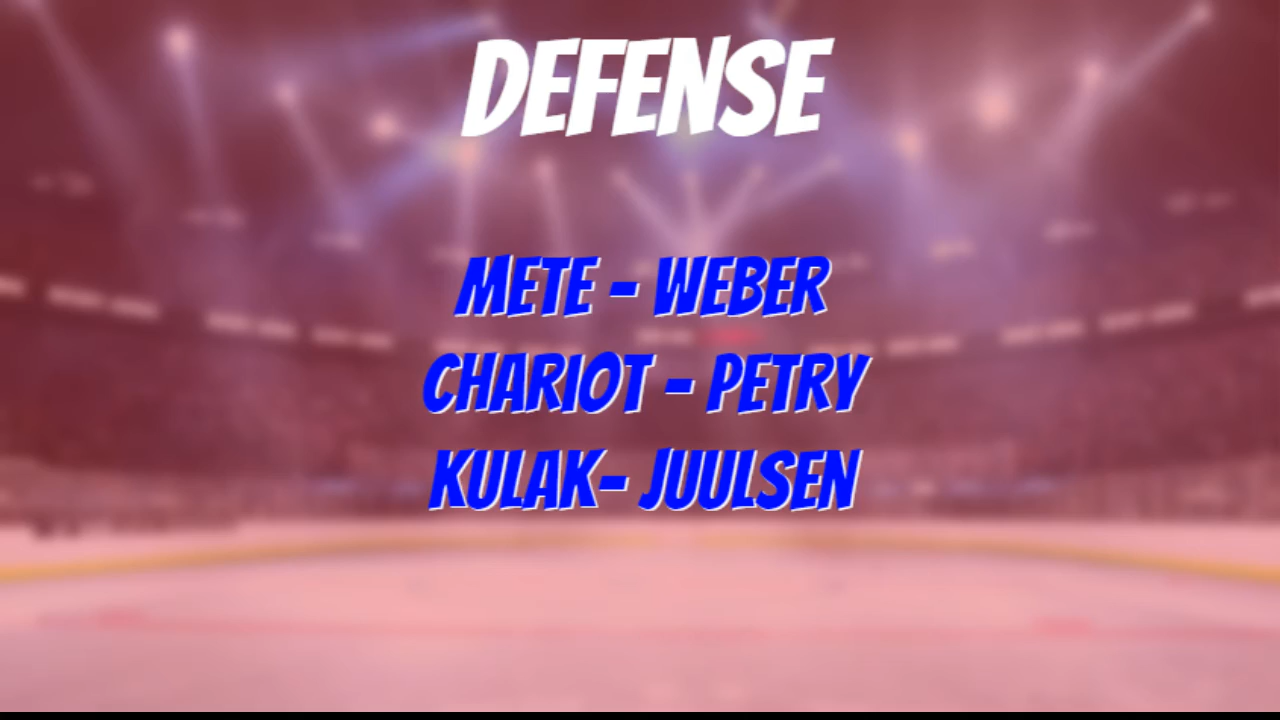 DEFENSE
METE - WEBER
CHARIOT - PETRY
KULAK- JUULSEN